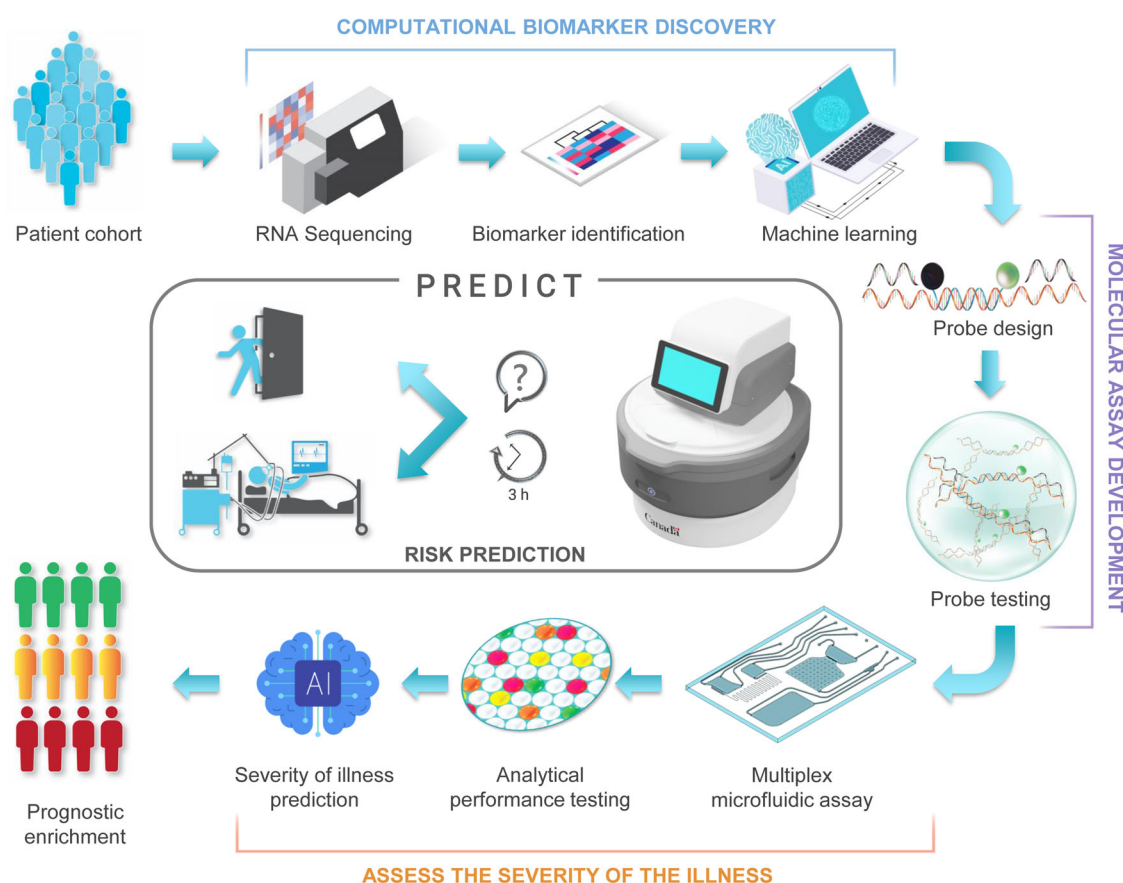 COMPUTATIONAL BIOMARKER DISCOVERY
AI
Patient cohort
RNA Sequencing
Biomarker identification
Machine learning
MOLECULAR ASSAY DEVELOPMENT
Probe design
PREDICT
?
3 h
Canada
RISK PREDICTION
Probe testing
AI
Severity of illness
prediction
Analytical
performance testing
Multiplex
microfluidic assay
Prognostic
enrichment
ASSESS THE SEVERITY OF THE ILLNESS